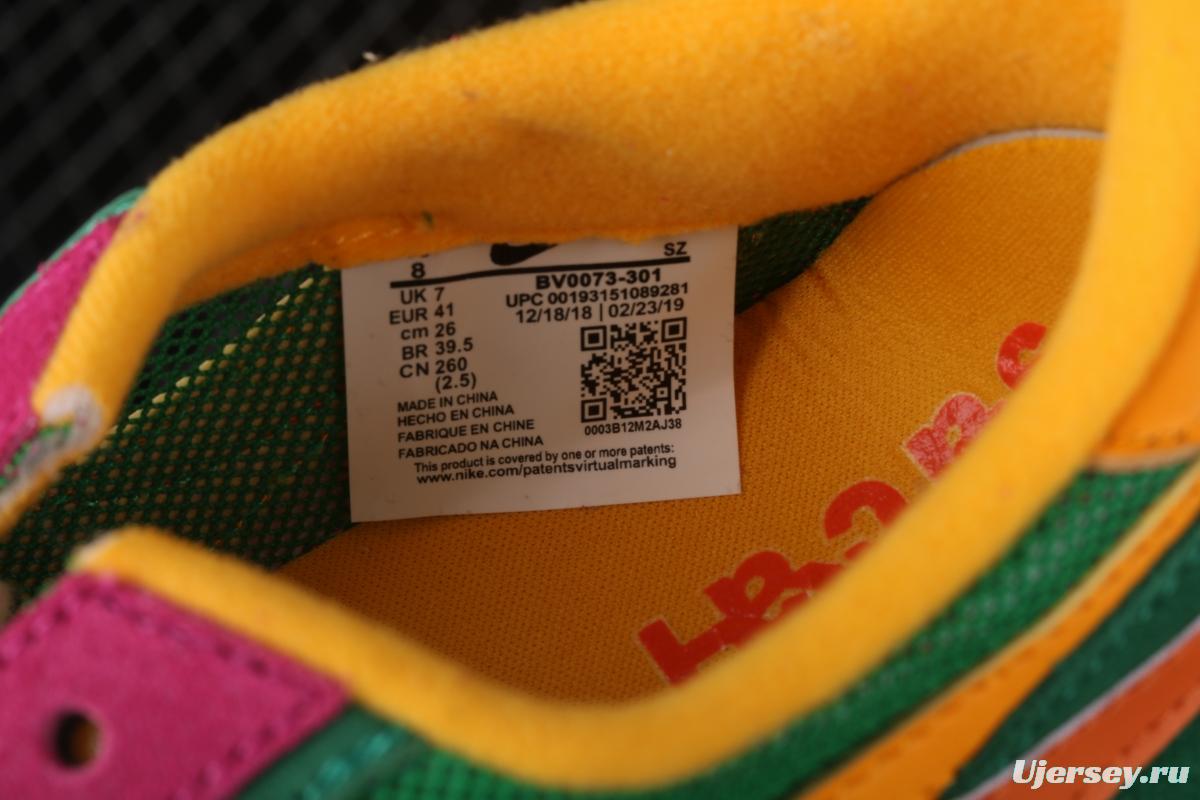 SZ
8
UK 7
EUR 41
cm 26
BR 39.5
CN 260
(2.5)
BV0073-301
UPC 00193151089281
12/18/18 | 02/23/19
0003B12M2AJ38
MADE IN CHINA
HECHO EN CHINA
FABRIQUE EN CHINE
FABRICADO NA CHINA
This product is covered by one or more patents:
www.nike.com/patentsvirtualmarking
Ujersey.ru